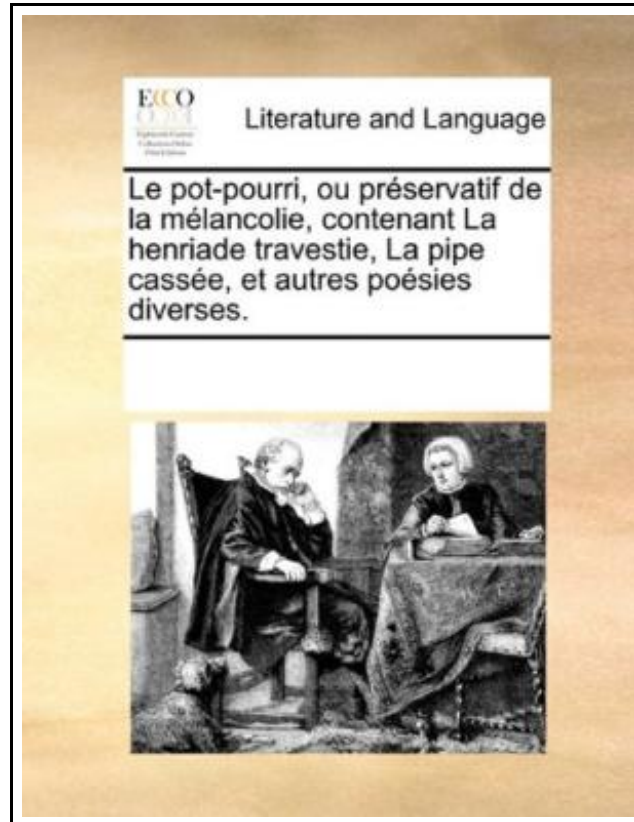 ECCO
Literature and Language
Le pot-pourri, ou préservatif de
la mélancolie, contenant La
henriade travestie, La pipe
cassée, et autres poésies
diverses.